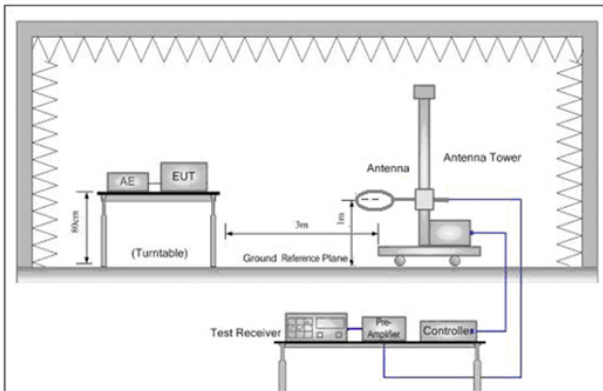 Antenna Tower
Antenna
AE
EUT
80cm
(Turntable)
3m
1m
Ground Reference Plane
Test Receiver
Pre-
Amplifier
Controller